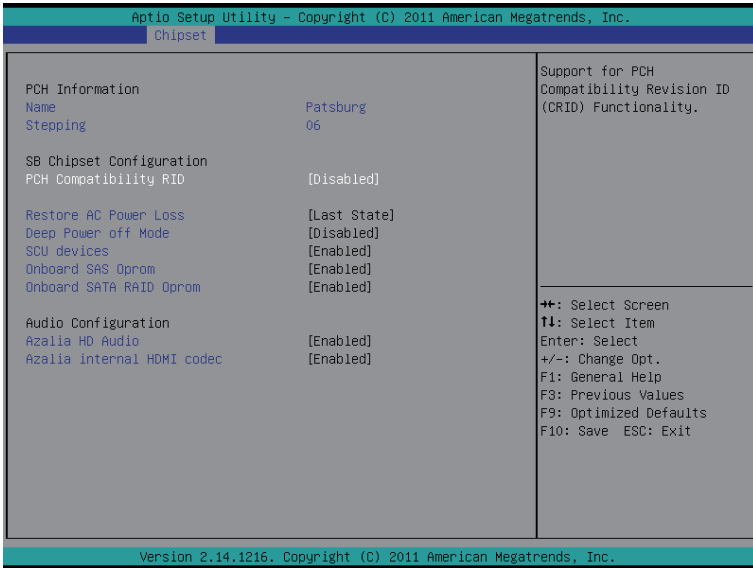 Aptio Setup Utility – Copyright (C) 2011 American Megatrends, Inc.
Chipset
PCH Information
Name Patsburg
Stepping 06
SB Chipset Configuration
PCH Compatibility RID [Disabled]
Restore AC Power Loss [Last State]
Deep Power off Mode [Disabled]
SCU devices [Enabled]
Onboard SAS Oprom [Enabled]
Onboard SATA RAID Oprom [Enabled]
Audio Configuration
Azalia HD Audio [Enabled]
Azalia internal HDMI codec [Enabled]
Support for PCH
Compatibility Revision ID
(CRID) Functionality.
→←: Select Screen
↑↓: Select Item
Enter: Select
+/-: Change Opt.
F1: General Help
F3: Previous Values
F9: Optimized Defaults
F10: Save ESC: Exit
Version 2.14.1216. Copyright (C) 2011 American Megatrends, Inc.